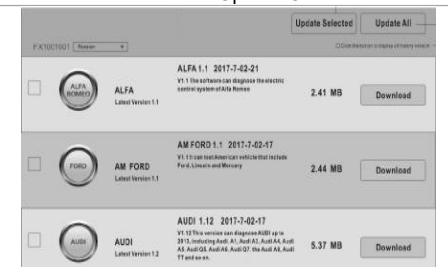 Update Selected
Update All
FX1001001
ALFA 1.1 2017-7-02-21
V1.1 The software can diagnose the electric
control system of Alfa Romeo
ALFA
ROMEO
ALFA
Latest Version 1.1
2.41 MB
Download
AM FORD 1.1 2017-7-02-17
V1.1 It can test American vehicle that include
Ford, Lincoln and Mercury
FORD
AM FORD
Latest Version 1.1
2.44 MB
Download
AUDI 1.12 2017-7-02-17
V1.12 This version can diagnose AUDI up to
2013, including Audi. A1, Audi A3, Audi A4, Audi
A5, Audi Q5, Audi A6, Audi Q7, the Audi A8, Audi
TT and so on.
AUDI
AUDI
Latest Version 1.2
5.37 MB
Download